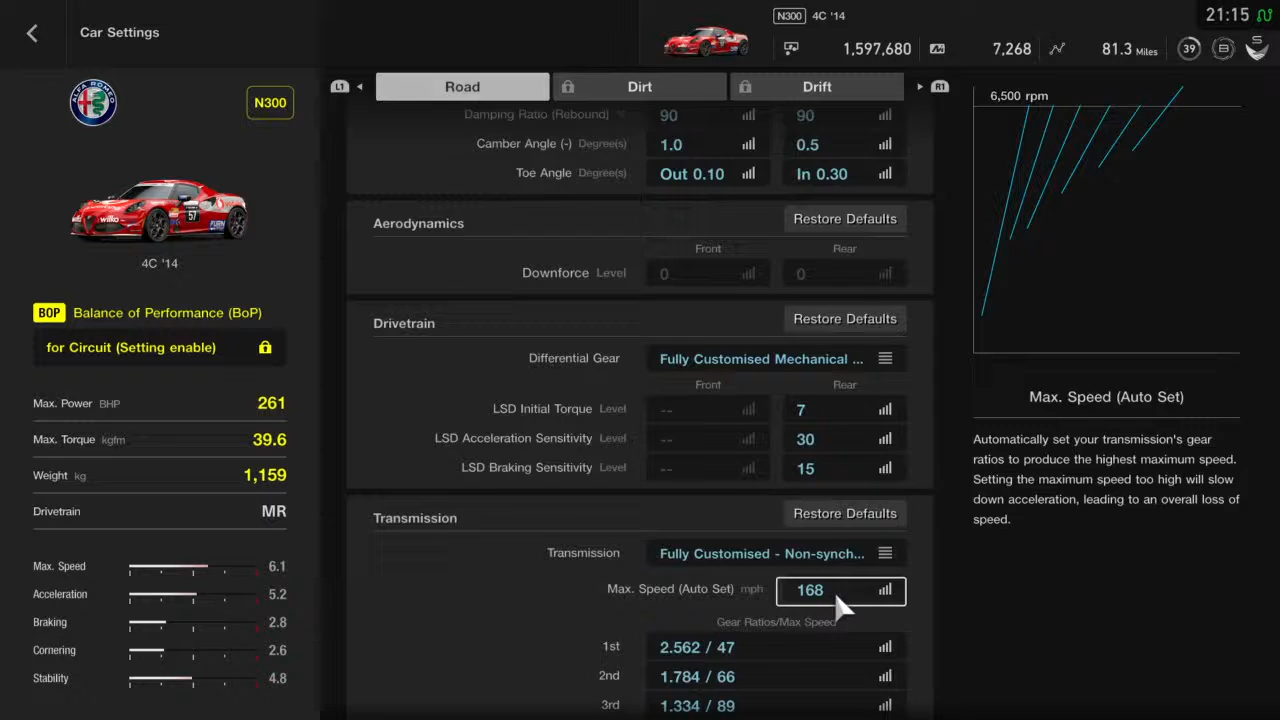 Car Settings
N300 4C '14
1,597,680
7,268
81.3 Miles
39
B
S
21:15
ALFA ROMEO
N300
57
4C '14
BOP Balance of Performance (BoP)
for Circuit (Setting enable)
Max. Power BHP 261
Max. Torque kgfm 39.6
Weight kg 1,159
Drivetrain MR
Max. Speed 6.1
Acceleration 5.2
Braking 2.8
Cornering 2.6
Stability 4.8
L1 Road Dirt Drift R1
Damping Ratio (Rebound) 90 90
Camber Angle (-) Degree(s) 1.0 0.5
Toe Angle Degree(s) Out 0.10 In 0.30
Aerodynamics Restore Defaults
Front Rear
Downforce Level 0 0
Drivetrain Restore Defaults
Differential Gear Fully Customised Mechanical ...
Front Rear
LSD Initial Torque Level -- 7
LSD Acceleration Sensitivity Level -- 30
LSD Braking Sensitivity Level -- 15
Transmission Restore Defaults
Transmission Fully Customised - Non-synch...
Max. Speed (Auto Set) mph 168
Gear Ratios/Max Speed
1st 2.562 / 47
2nd 1.784 / 66
3rd 1.334 / 89
6,500 rpm
Max. Speed (Auto Set)
Automatically set your transmission's gear
ratios to produce the highest maximum speed.
Setting the maximum speed too high will slow
down acceleration, leading to an overall loss of
speed.